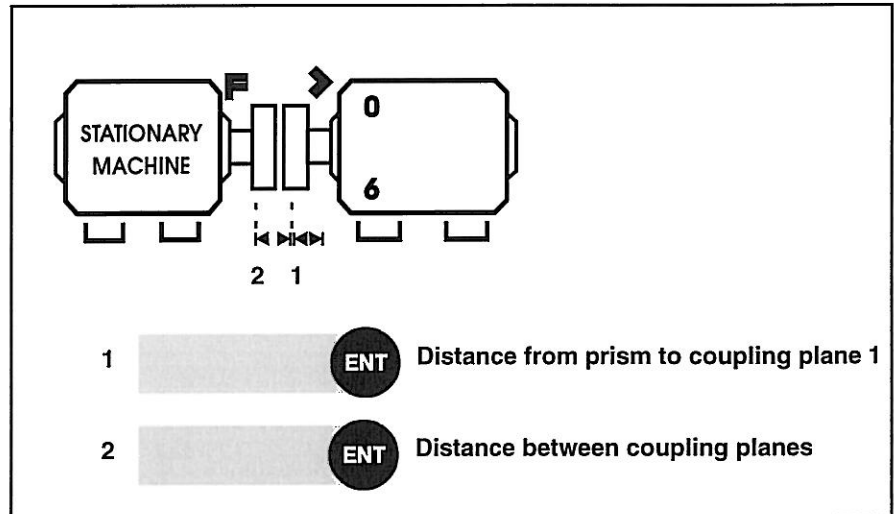 STATIONARY
MACHINE
0
6
2 1
1 ENT Distance from prism to coupling plane 1
2 ENT Distance between coupling planes